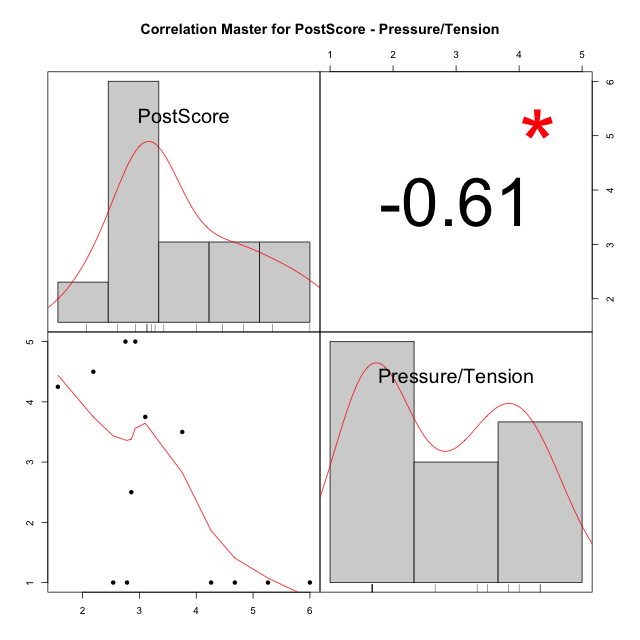 Correlation Master for PostScore - Pressure/Tension
1 2 3 4 5
PostScore
*
-0.61
6
5
4
3
2
Pressure/Tension
5
4
3
2
1
2 3 4 5 6